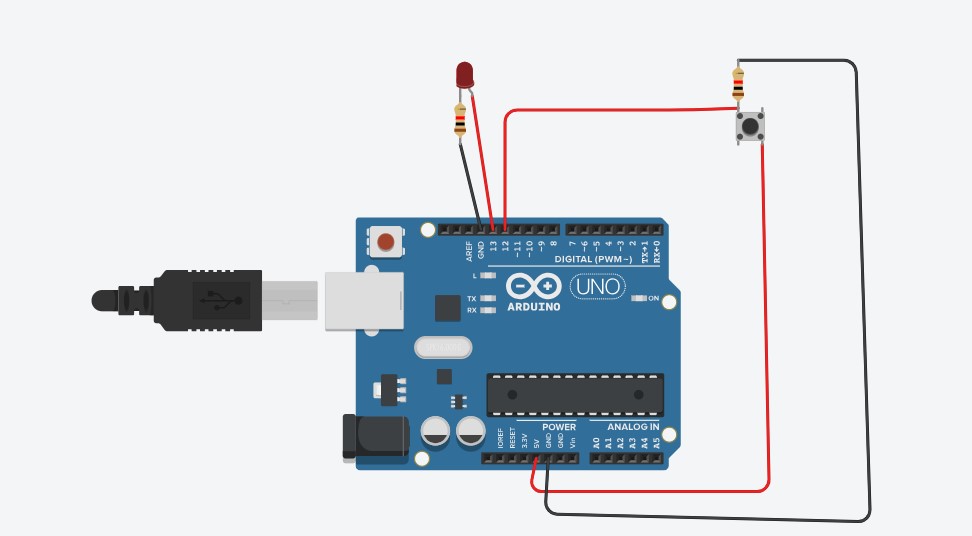 AREF
GND
13
12
~11
~10
~9
8
7
~6
~5
4
~3
2
TX→1
RX←0
DIGITAL (PWM~)
L
TX
RX
ARDUINO
UNO
ON
POWER
ANALOG IN
IOREF
RESET
3.3V
5V
GND
GND
Vin
A0
A1
A2
A3
A4
A5